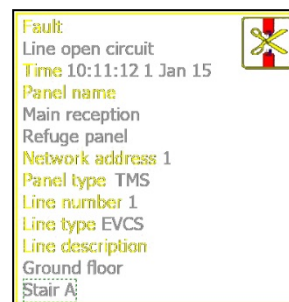 Fault
Line open circuit
Time 10:11:12 1 Jan 15
Panel name
Main reception
Refuge panel
Network address 1
Panel type TMS
Line number 1
Line type EVCS
Line description
Ground floor
Stair A